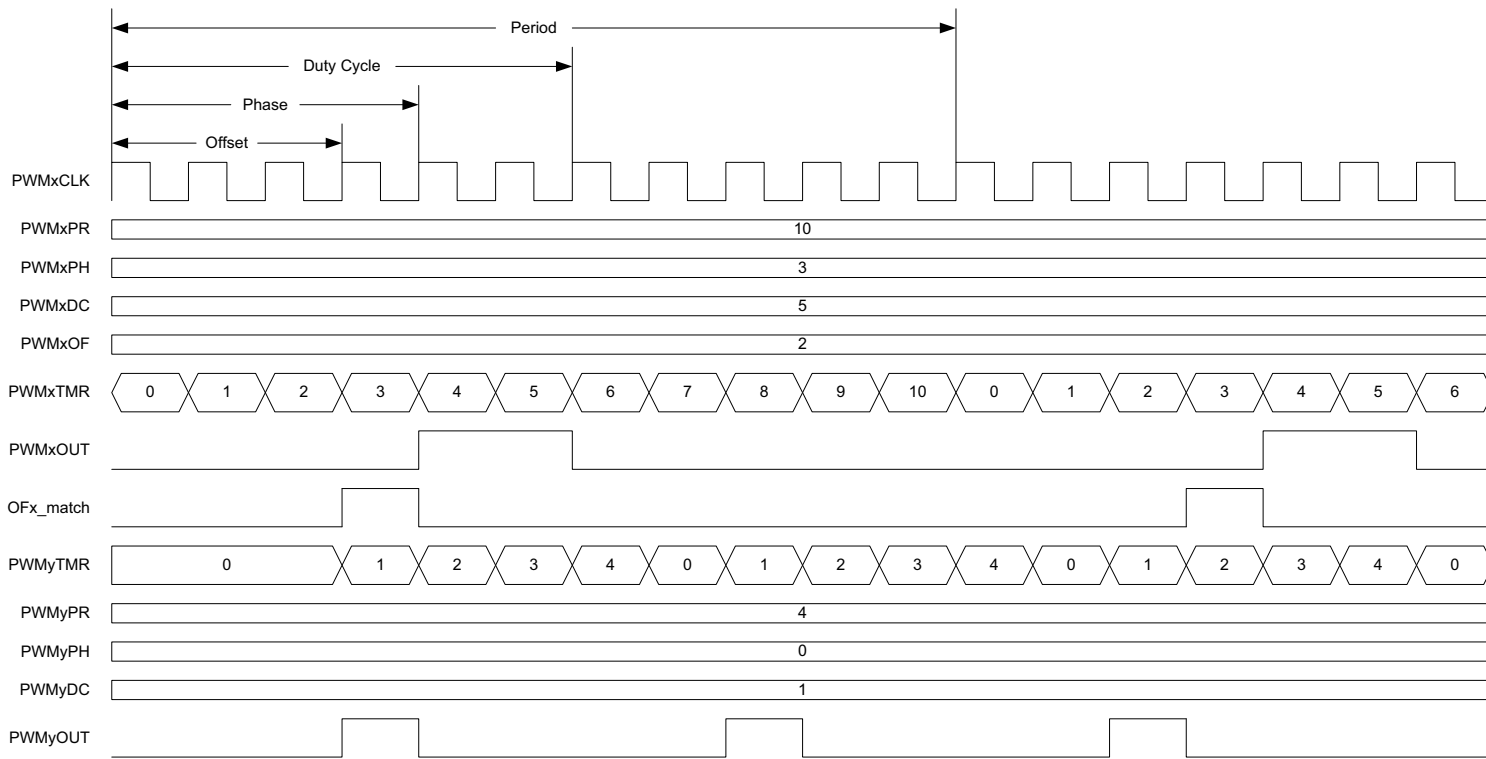 Period
Duty Cycle
Phase
Offset
PWMxCLK
PWMxPR 10
PWMxPH 3
PWMxDC 5
PWMxOF 2
PWMxTMR 0 1 2 3 4 5 6 7 8 9 10 0 1 2 3 4 5 6
PWMxOUT
OFx_match
PWMyTMR 0 1 2 3 4 0 1 2 3 4 0 1 2 3 4 0
PWMyPR 4
PWMyPH 0
PWMyDC 1
PWMyOUT